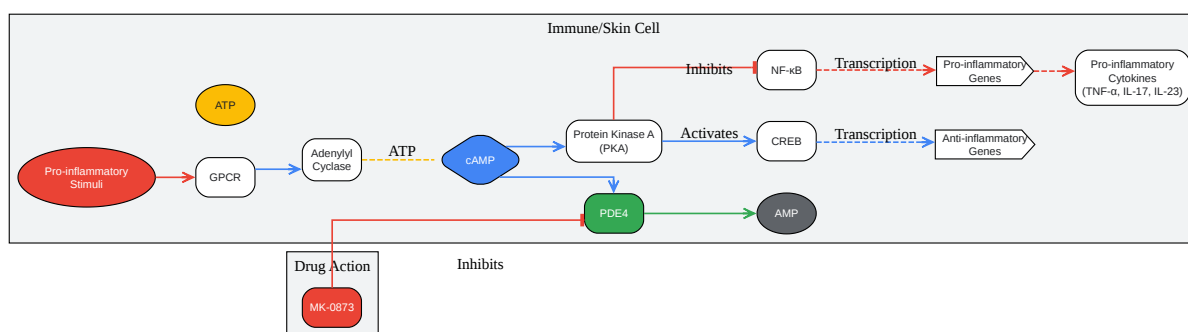 Immune/Skin Cell
ATP
Pro-inflammatory
Stimuli
GPCR
Adenylyl
Cyclase
ATP
cAMP
Protein Kinase A
(PKA)
Inhibits
NF-κB
Transcription
Pro-inflammatory
Genes
Pro-inflammatory
Cytokines
(TNF-α, IL-17, IL-23)
Activates
CREB
Transcription
Anti-inflammatory
Genes
PDE4
AMP
Drug Action
Inhibits
MK-0873